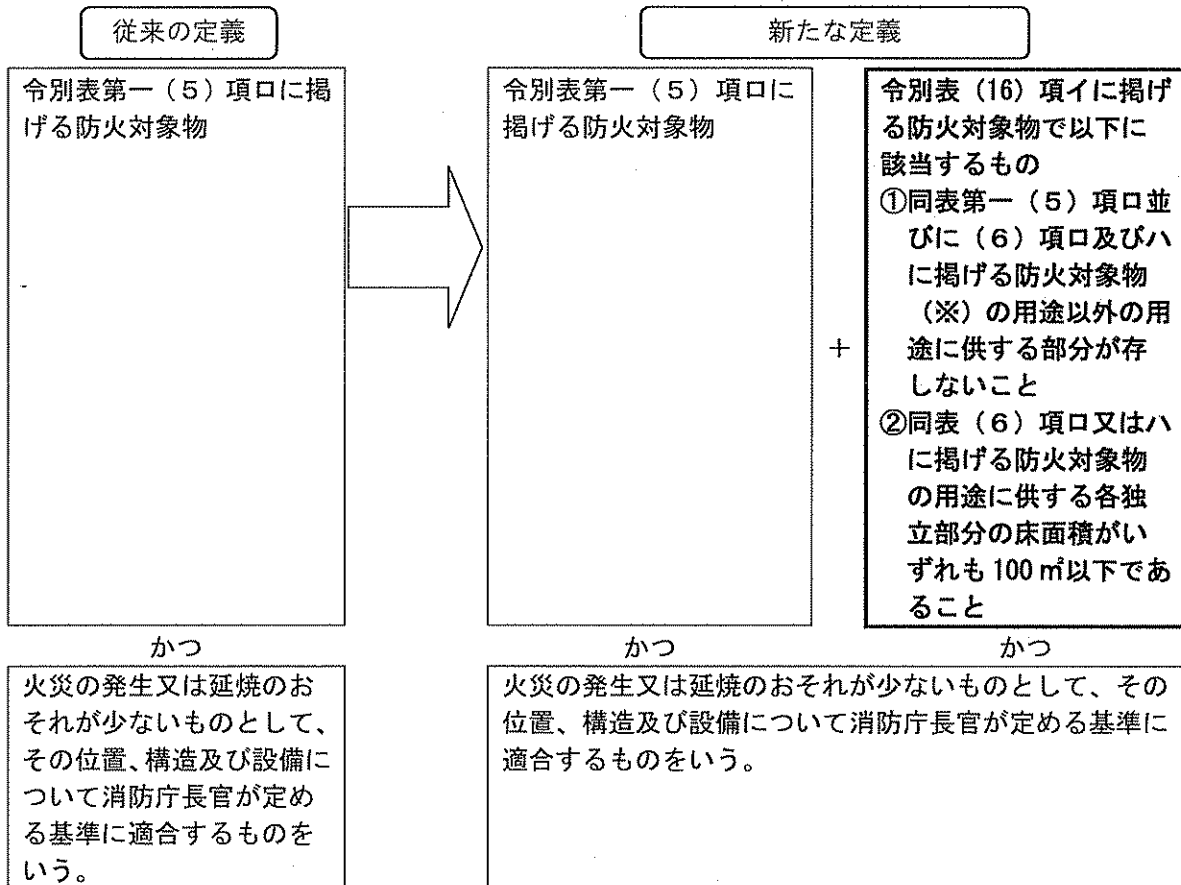 従来の定義
新たな定義
令別表第一（５）項ロに掲
げる防火対象物
令別表第一（５）項ロに
掲げる防火対象物
＋
令別表（16）項イに掲げ
る防火対象物で以下に
該当するもの
①同表第一（５）項ロ並
びに（６）項ロ及びハ
に掲げる防火対象物
（※）の用途以外の用
途に供する部分が存
しないこと
②同表（６）項ロ又はハ
に掲げる防火対象物
の用途に供する各独
立部分の床面積がい
ずれも100㎡以下であ
ること
かつ
かつ
かつ
火災の発生又は延焼のお
それが少ないものとして、
その位置、構造及び設備に
ついて消防庁長官が定め
る基準に適合するものを
いう。
火災の発生又は延焼のおそれが少ないものとして、その
位置、構造及び設備について消防庁長官が定める基準に
適合するものをいう。